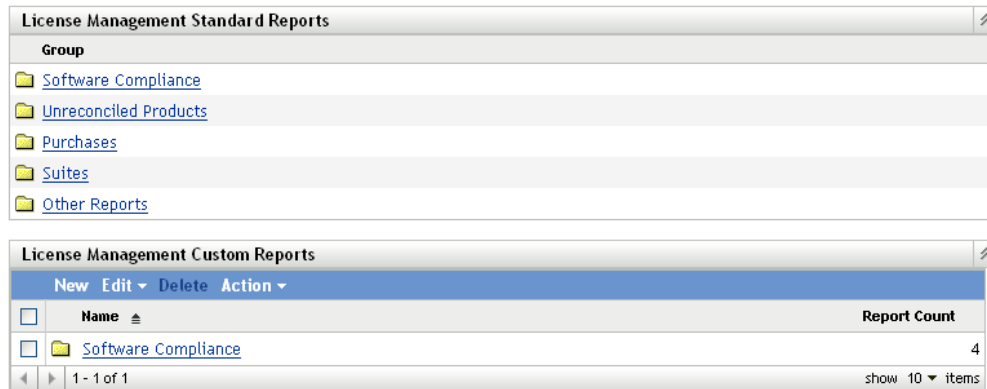 License Management Standard Reports
Group
Software Compliance
Unreconciled Products
Purchases
Suites
Other Reports
License Management Custom Reports
New Edit Delete Action
Name Report Count
Software Compliance 4
1 - 1 of 1 show 10 items